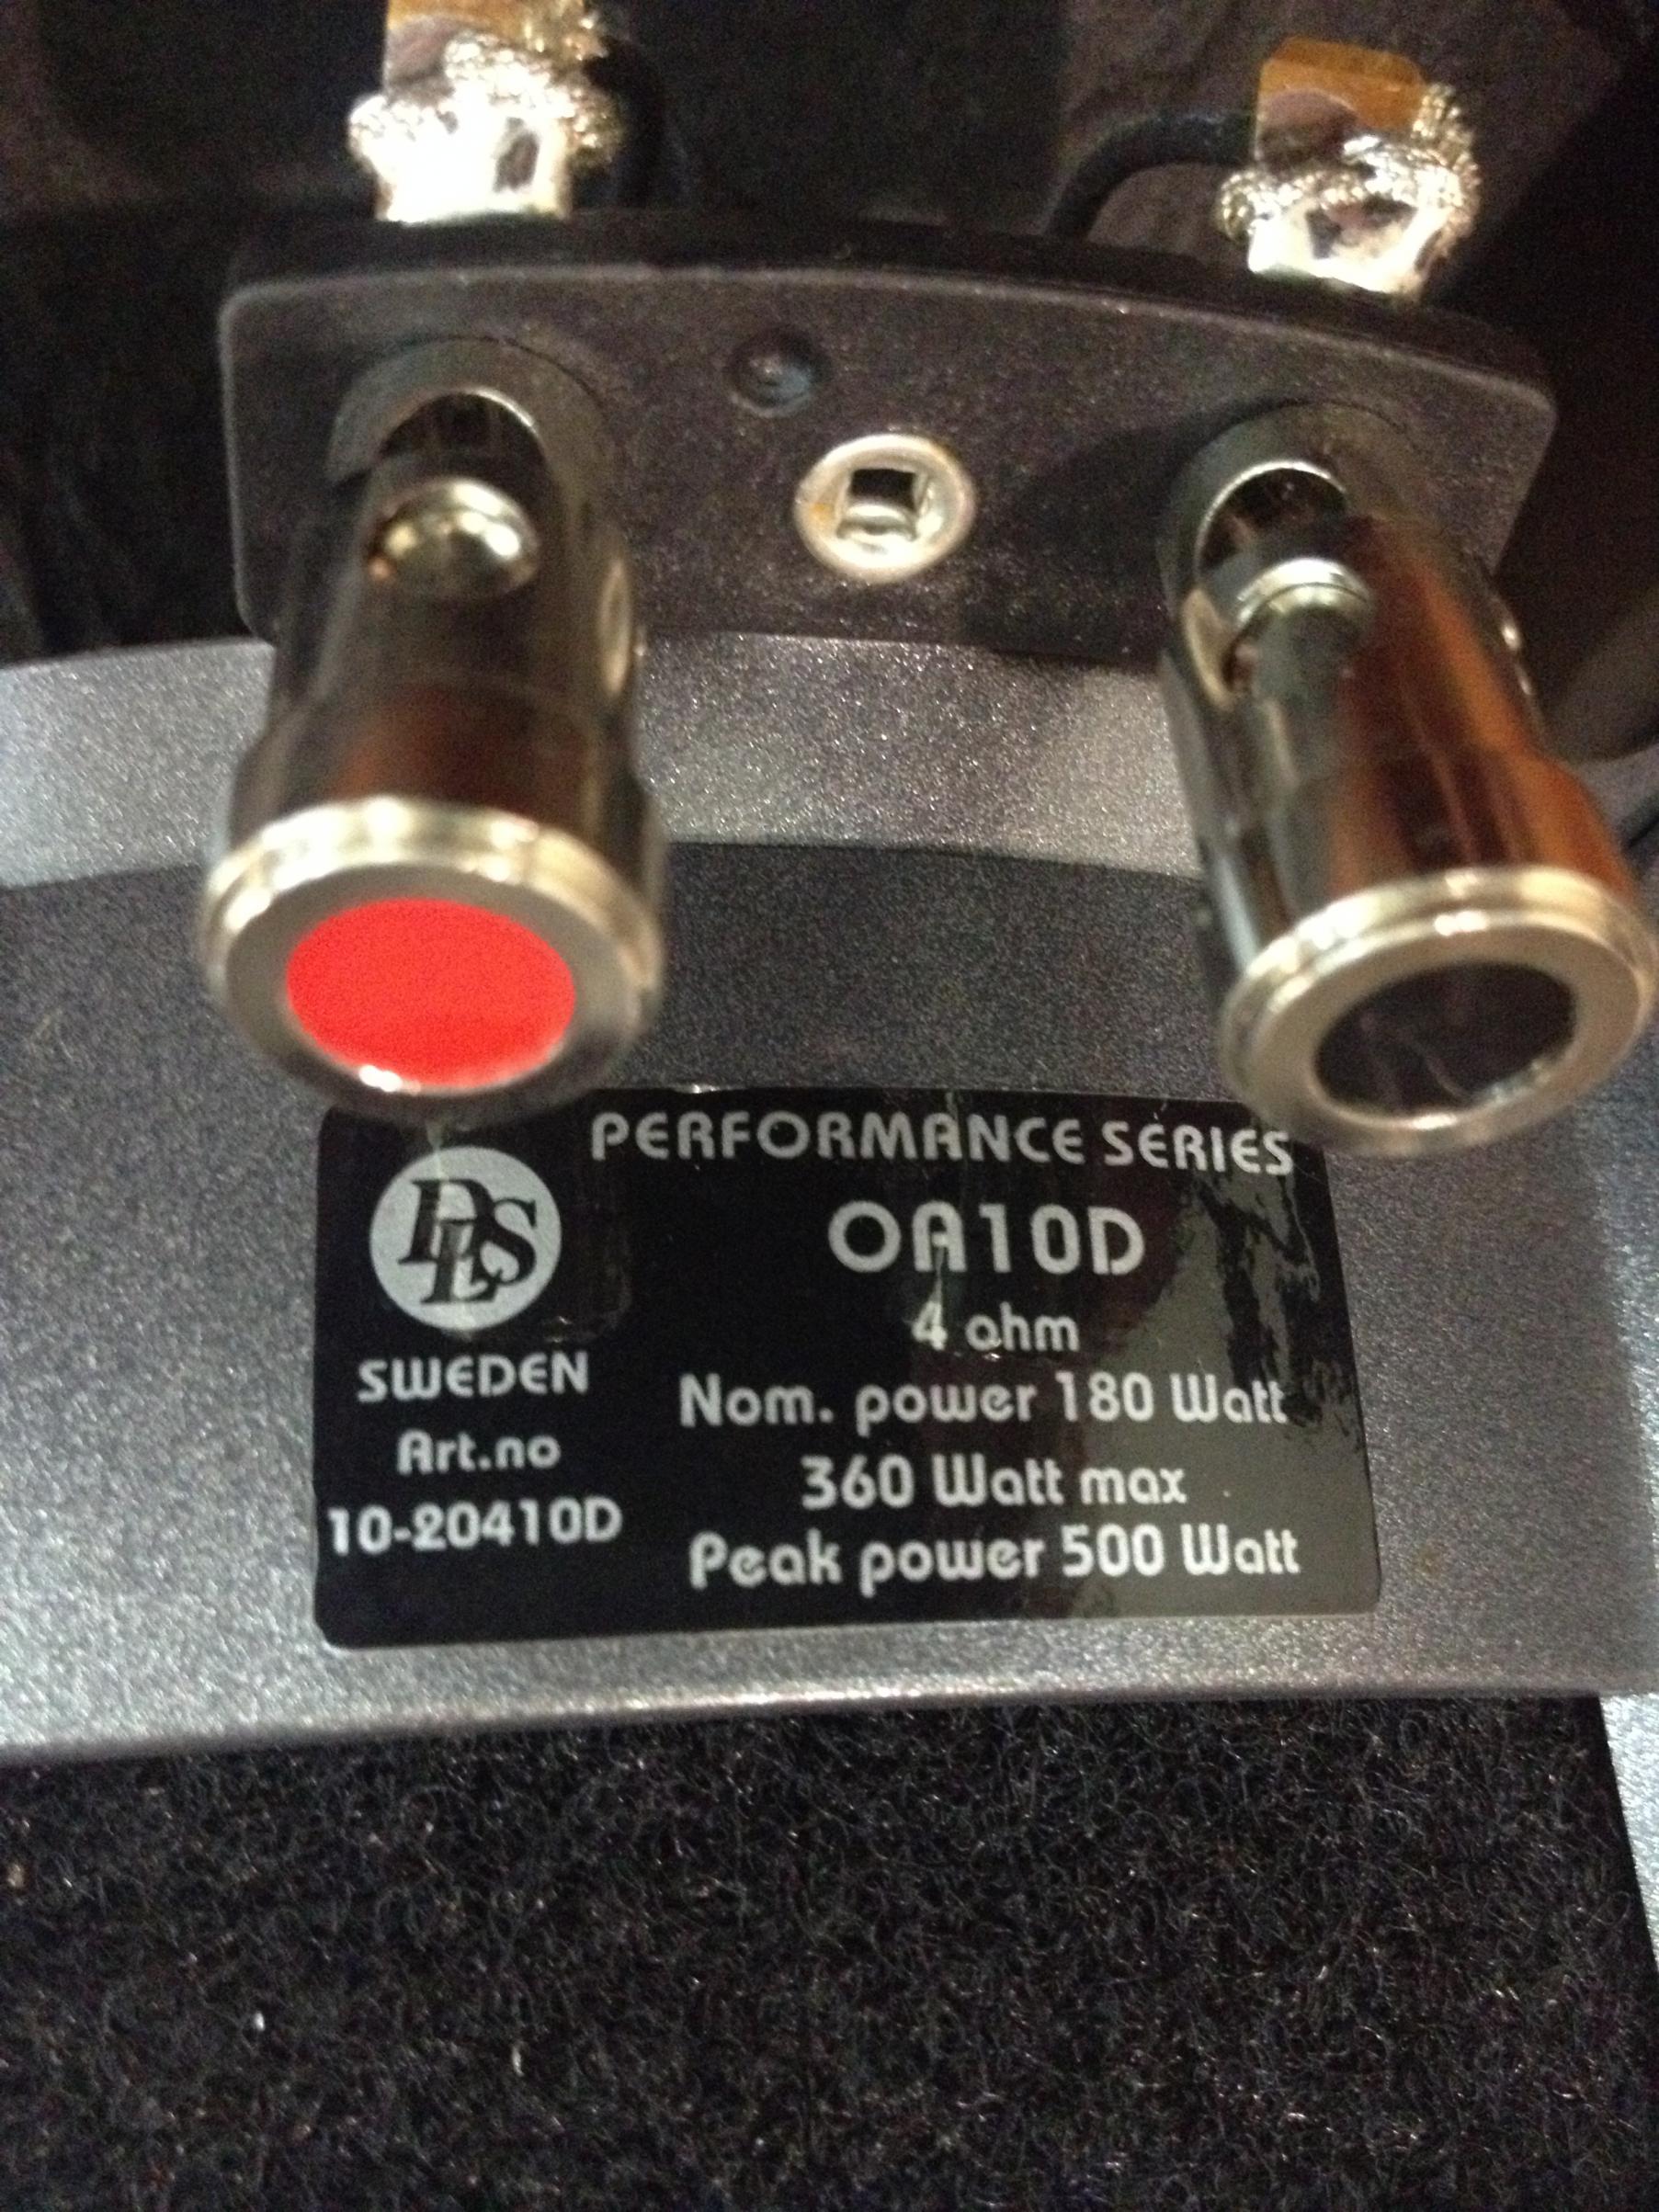 PERFORMANCE SERIES
DLS
OA10D
4 ohm
SWEDEN
Nom. power 180 Watt
Art.no
360 Watt max
10-20410D
Peak power 500 Watt